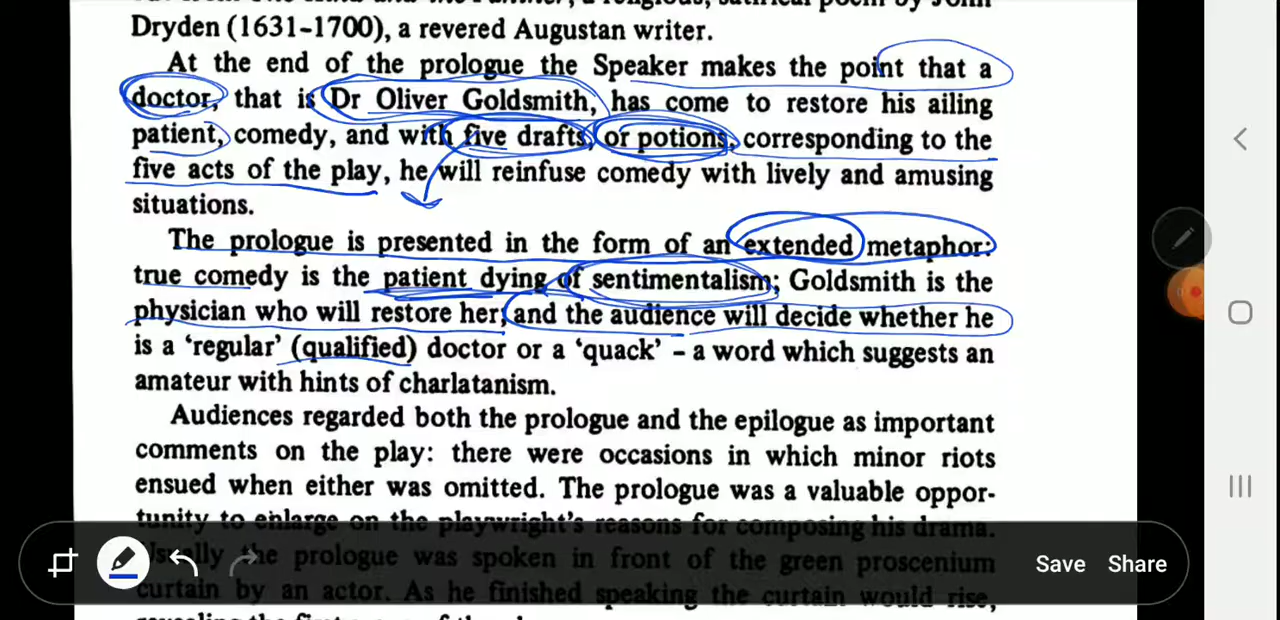 Dryden (1631-1700), a revered Augustan writer.
At the end of the prologue the Speaker makes the point that a
doctor, that is Dr Oliver Goldsmith, has come to restore his ailing
patient, comedy, and with five drafts, or potions, corresponding to the
five acts of the play, he will reinfuse comedy with lively and amusing
situations.
The prologue is presented in the form of an extended metaphor:
true comedy is the patient dying of sentimentalism; Goldsmith is the
physician who will restore her; and the audience will decide whether he
is a 'regular' (qualified) doctor or a 'quack' – a word which suggests an
amateur with hints of charlatanism.
Audiences regarded both the prologue and the epilogue as important
comments on the play: there were occasions in which minor riots
ensued when either was omitted. The prologue was a valuable oppor-
tunity to enlarge on the playwright's reasons for composing his drama.
Usually the prologue was spoken in front of the green proscenium
curtain by an actor. As he finished speaking the curtain would rise,
Save Share